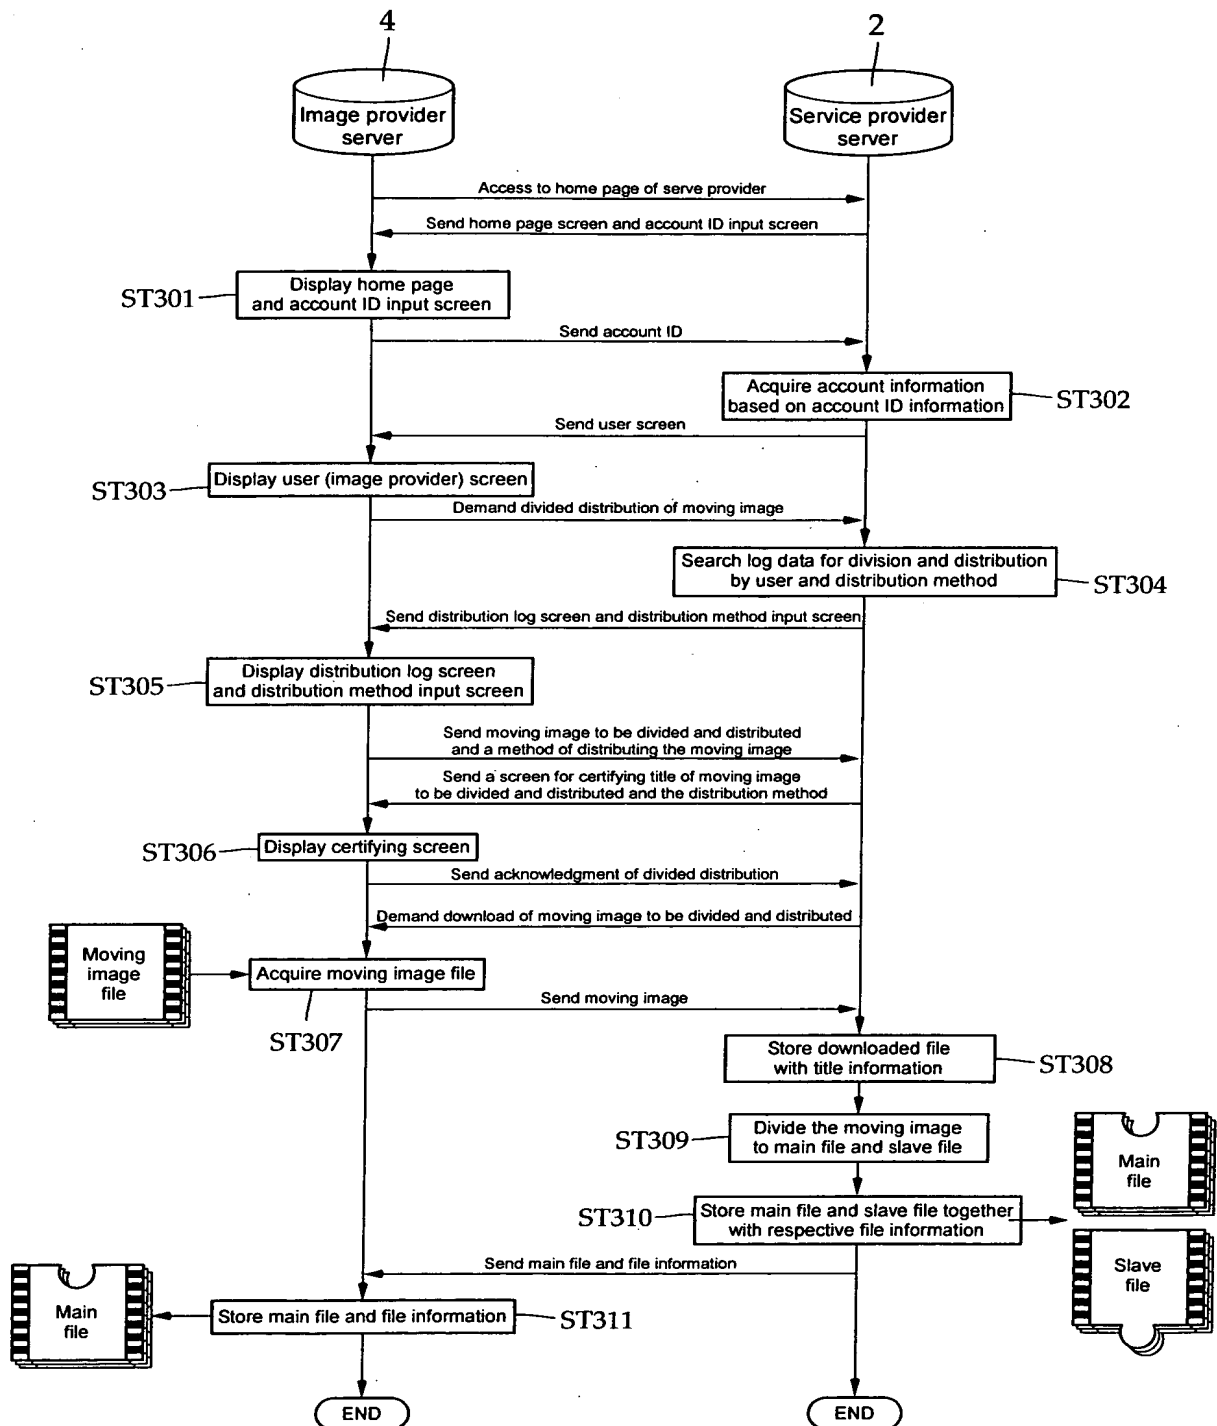 4
2
Image provider
server
Service provider
server
Access to home page of serve provider
Send home page screen and account ID input screen
ST301
Display home page
and account ID input screen
Send account ID
Acquire account information
based on account ID information
ST302
Send user screen
ST303
Display user (image provider) screen
Demand divided distribution of moving image
Search log data for division and distribution
by user and distribution method
ST304
Send distribution log screen and distribution method input screen
ST305
Display distribution log screen
and distribution method input screen
Send moving image to be divided and distributed
and a method of distributing the moving image
Send a screen for certifying title of moving image
to be divided and distributed and the distribution method
ST306
Display certifying screen
Send acknowledgment of divided distribution
Demand download of moving image to be divided and distributed
Moving
image
file
Acquire moving image file
ST307
Send moving image
Store downloaded file
with title information
ST308
ST309
Divide the moving image
to main file and slave file
Main
file
ST310
Store main file and slave file together
with respective file information
Slave
file
Send main file and file information
Main
file
Store main file and file information
ST311
END
END